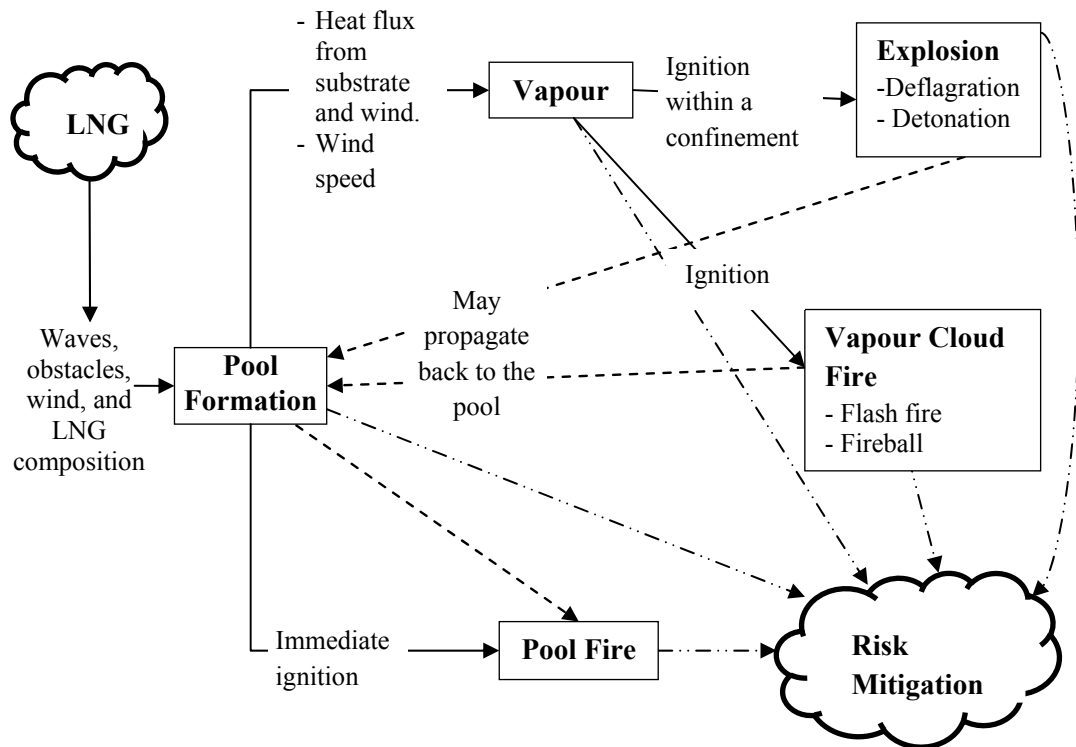 LNG
Waves,
obstacles,
wind, and
LNG
composition
Pool
Formation
- Heat flux
from
substrate
and wind.
- Wind
speed
Vapour
Ignition
within a
confinement
Explosion
-Deflagration
- Detonation
Ignition
May
propagate
back to the
pool
Vapour Cloud
Fire
- Flash fire
- Fireball
Immediate
ignition
Pool Fire
Risk
Mitigation